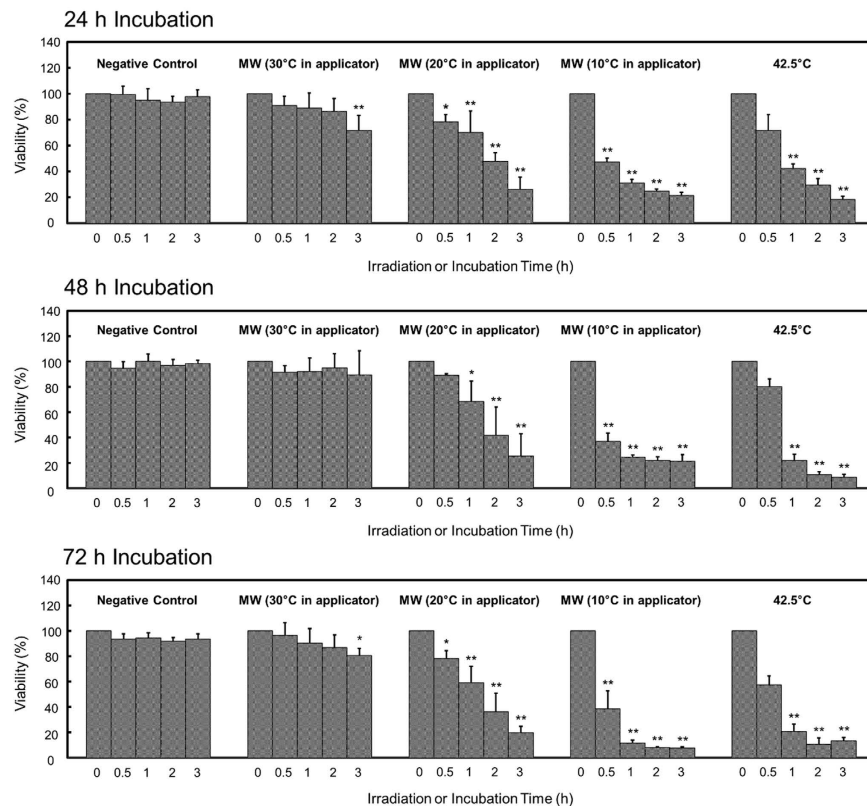 24 h Incubation
140
120
100
80
60
40
20
0
Viability (%)
Negative Control MW (30°C in applicator) MW (20°C in applicator) MW (10°C in applicator) 42.5°C
** * ** ** ** ** ** ** ** ** ** **
0 0.5 1 2 3 0 0.5 1 2 3 0 0.5 1 2 3 0 0.5 1 2 3 0 0.5 1 2 3
Irradiation or Incubation Time (h)
48 h Incubation
140
120
100
80
60
40
20
0
Viability (%)
Negative Control MW (30°C in applicator) MW (20°C in applicator) MW (10°C in applicator) 42.5°C
* ** ** ** ** ** ** ** ** **
0 0.5 1 2 3 0 0.5 1 2 3 0 0.5 1 2 3 0 0.5 1 2 3 0 0.5 1 2 3
Irradiation or Incubation Time (h)
72 h Incubation
140
120
100
80
60
40
20
0
Viability (%)
Negative Control MW (30°C in applicator) MW (20°C in applicator) MW (10°C in applicator) 42.5°C
* * ** ** ** ** ** ** ** ** ** **
0 0.5 1 2 3 0 0.5 1 2 3 0 0.5 1 2 3 0 0.5 1 2 3 0 0.5 1 2 3
Irradiation or Incubation Time (h)